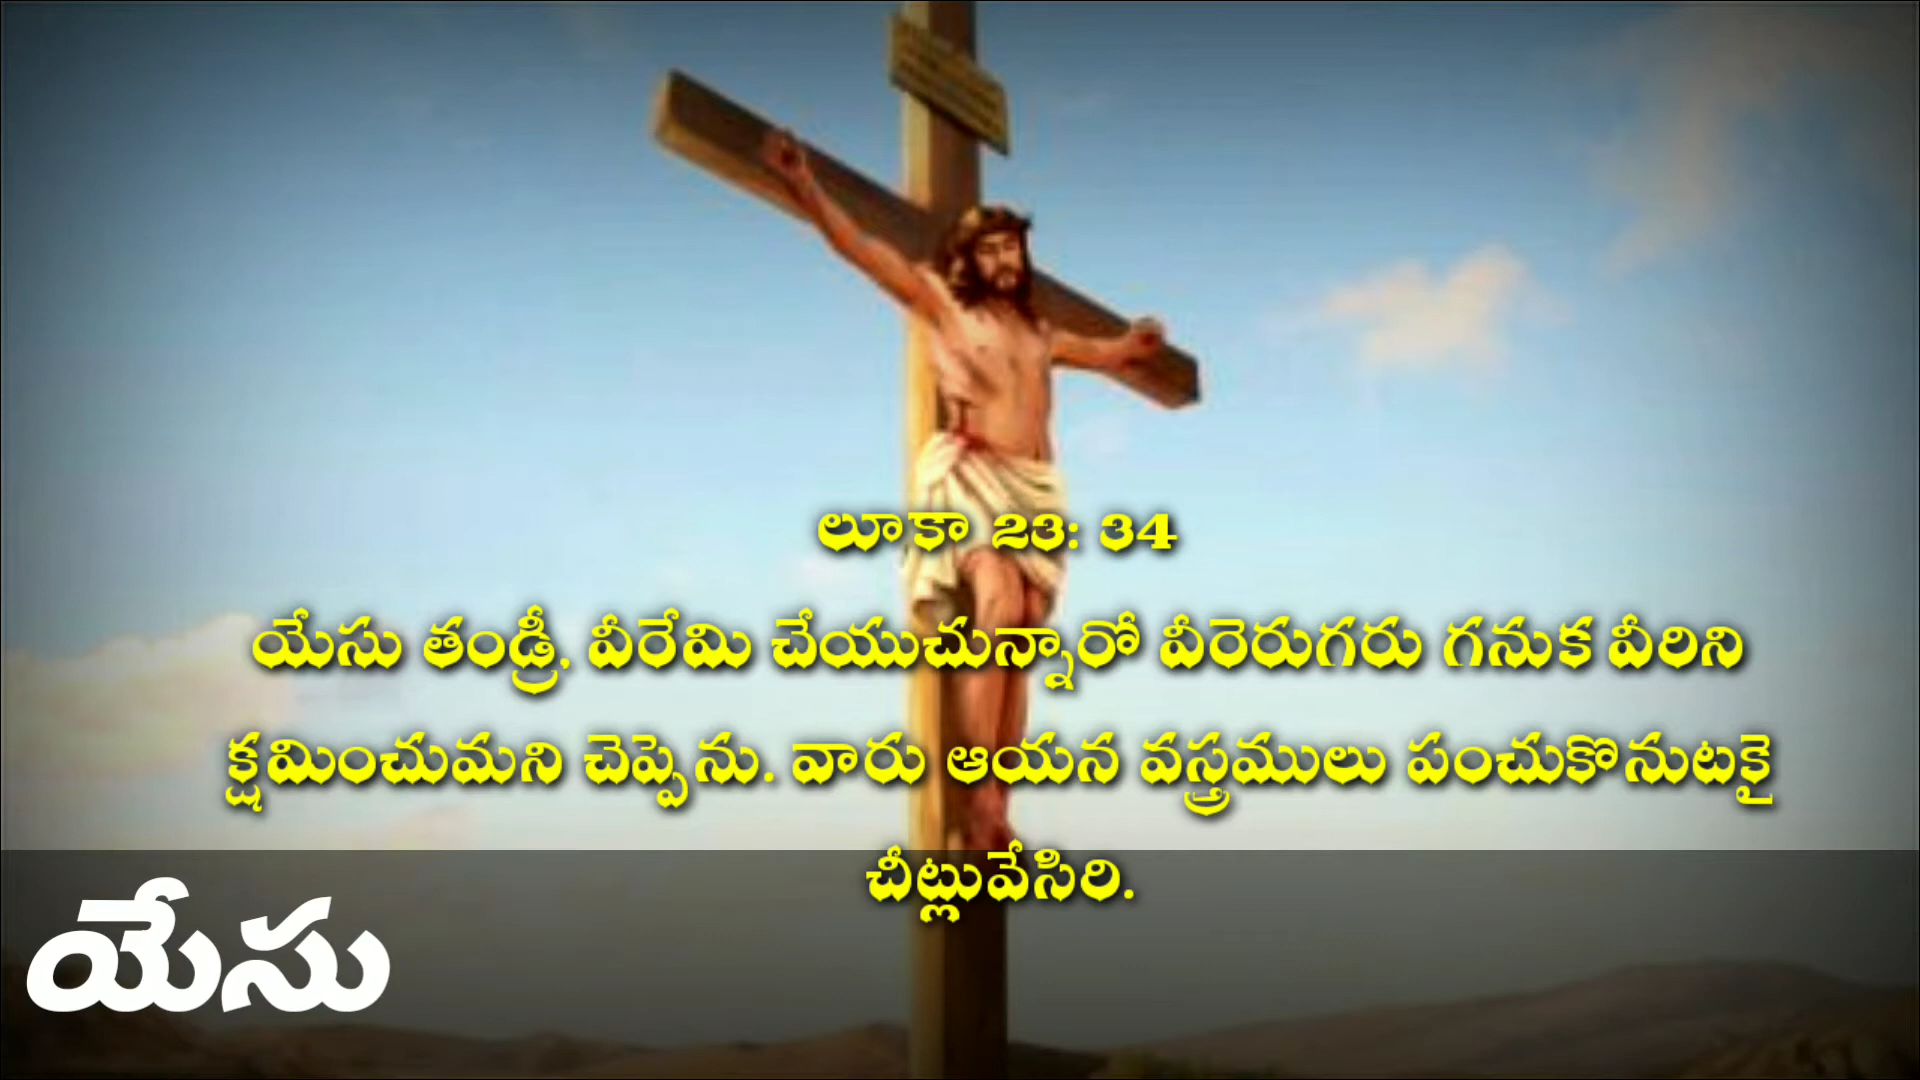 లూకా 23: 34
యేసు తండ్రీ, వీరేమి చేయుచున్నారో వీరెరుగరు గనుక వీరిని
క్షమించుమని చెప్పెను. వారు ఆయన వస్త్రములు పంచుకొనుటకై
చీట్లువేసిరి.
యేసు